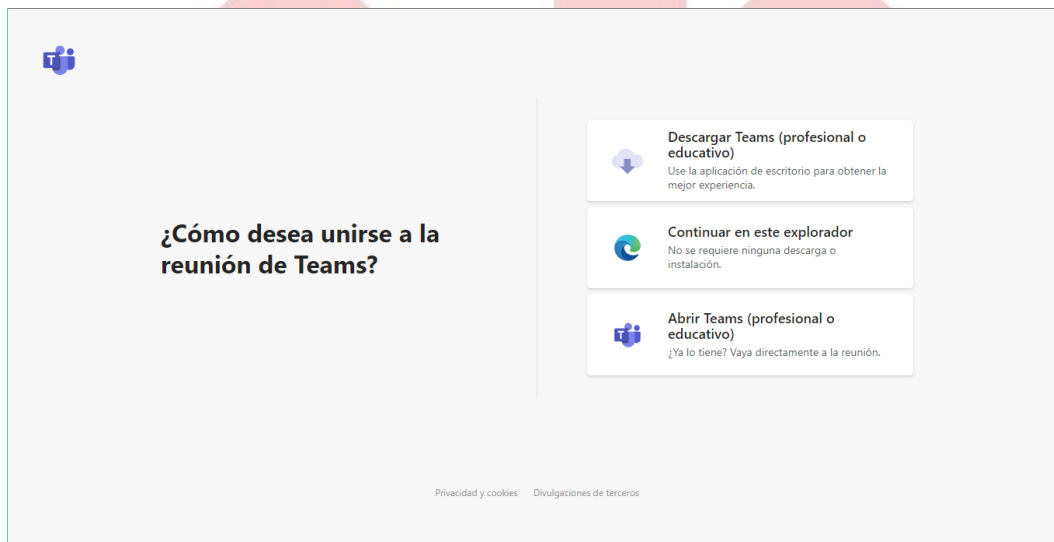 ¿Cómo desea unirse a la
reunión de Teams?
Descargar Teams (profesional o
educativo)
Use la aplicación de escritorio para obtener la
mejor experiencia.
Continuar en este explorador
No se requiere ninguna descarga o
instalación.
Abrir Teams (profesional o
educativo)
¿Ya lo tiene? Vaya directamente a la reunión.
Privacidad y cookies Divulgaciones de terceros